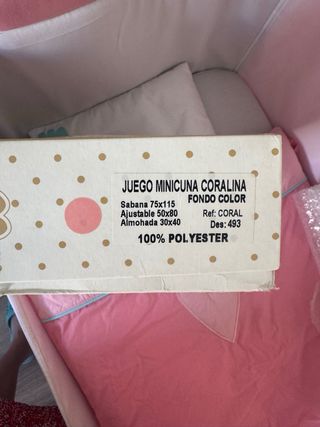 JUEGO MINICUNA CORALINA
FONDO COLOR
Sabana 75x115
Ajustable 50x80
Ref: CORAL
Almohada 30x40
Des: 493
100% POLYESTER